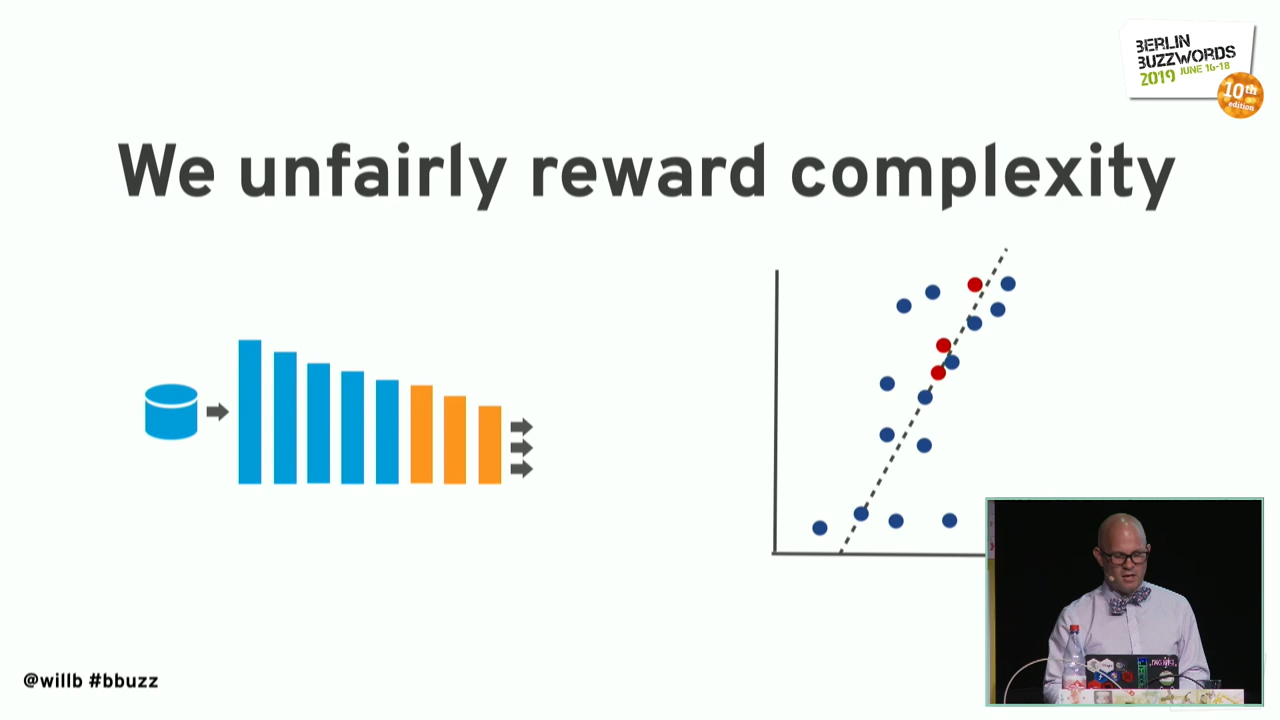 BERLIN
BUZZWORDS
2019 JUNE 16-18
10th
edition
We unfairly reward complexity
@willb #bbuzz